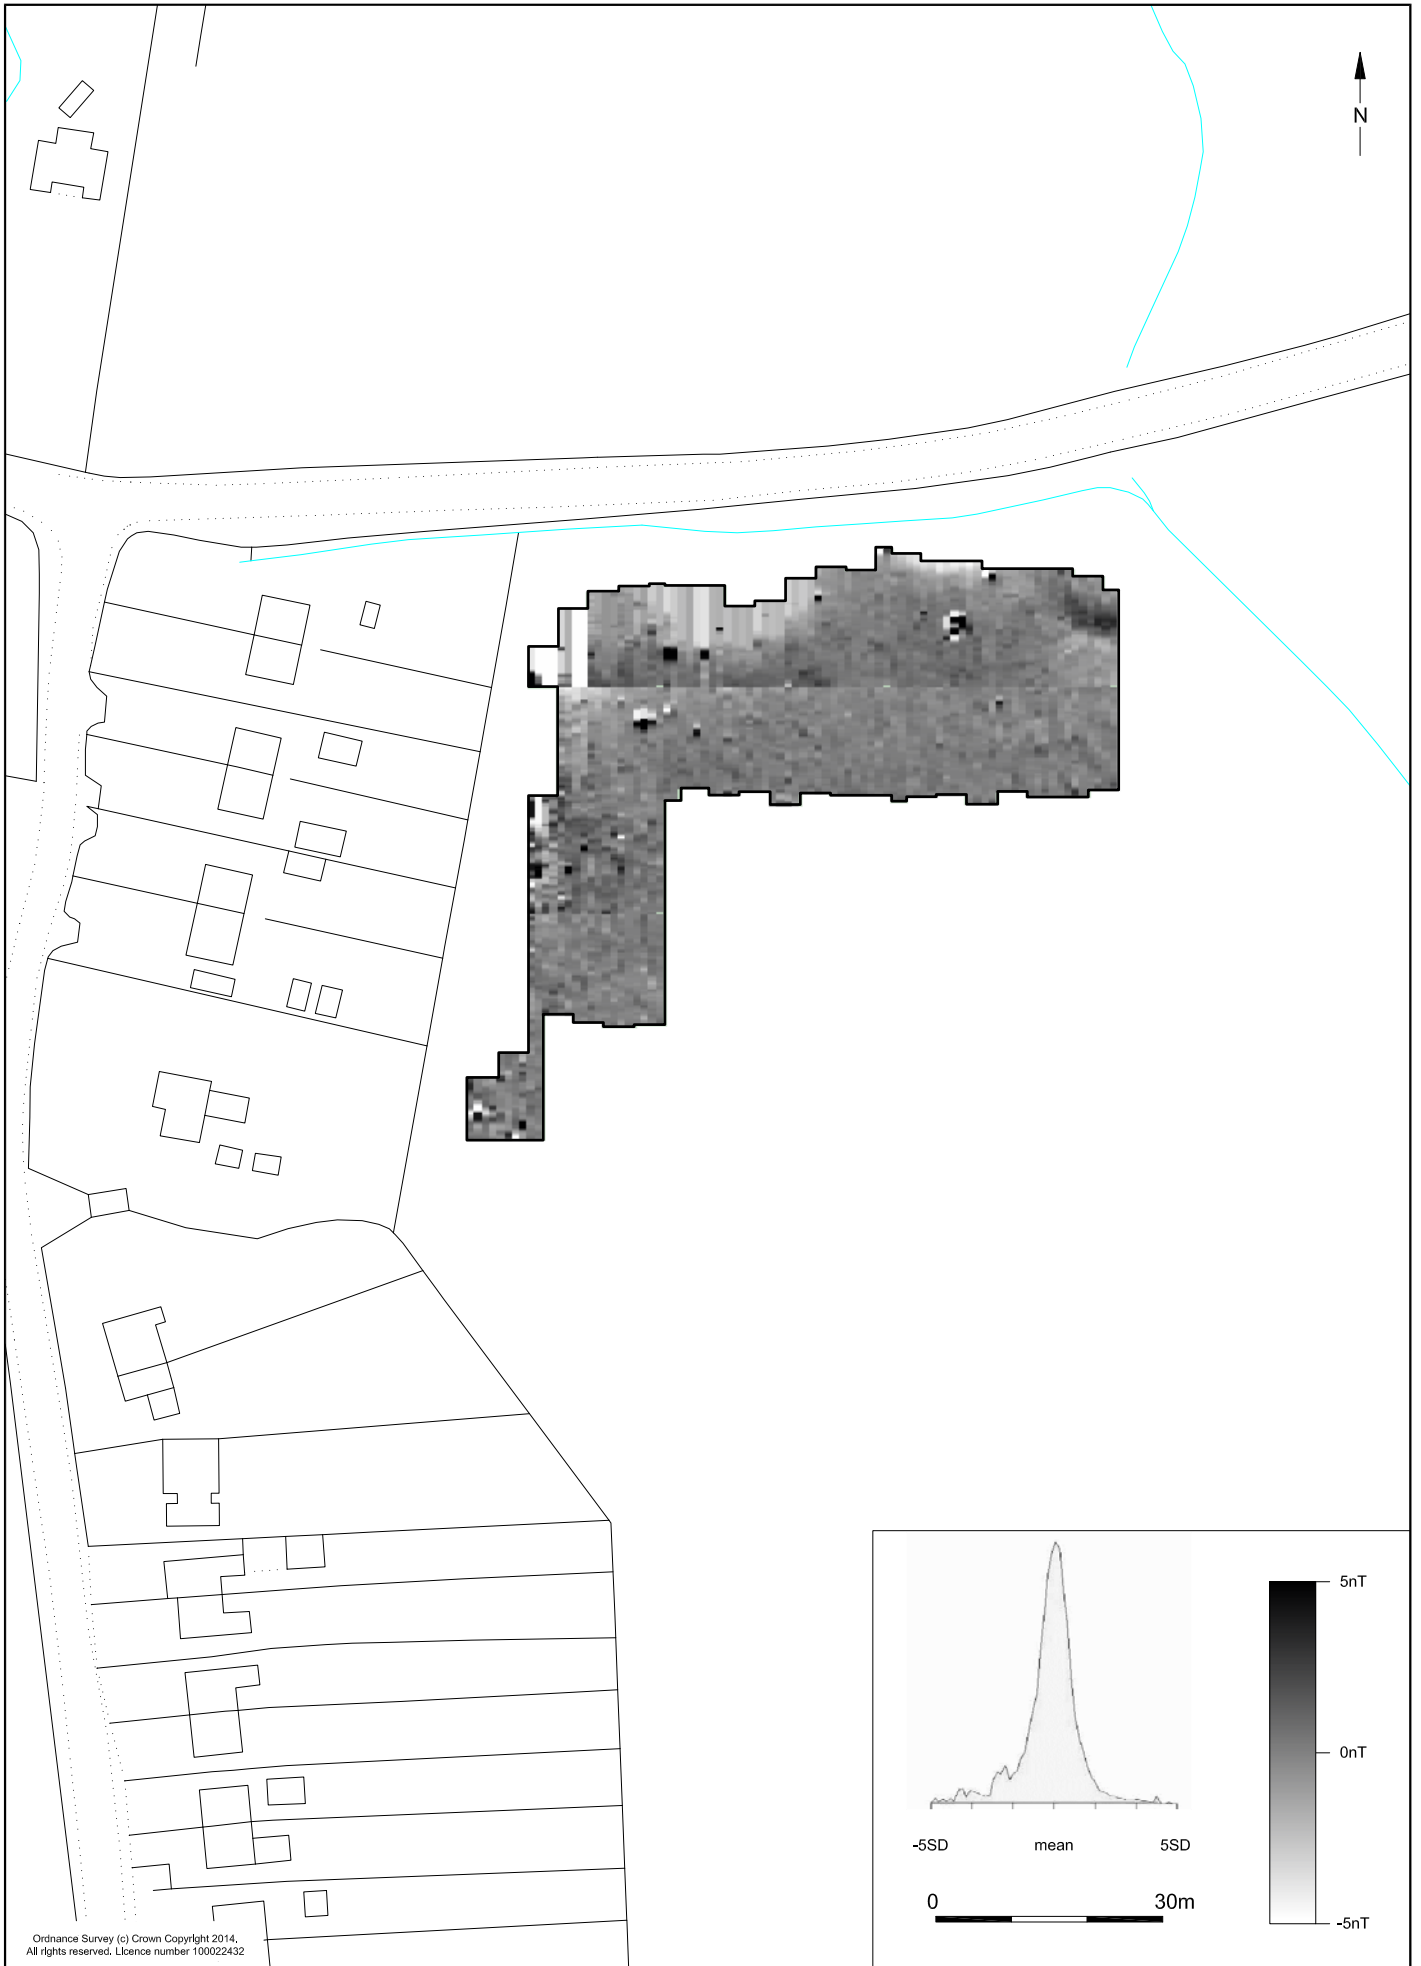 N
5nT
0nT
-5nT
-5SD
mean
5SD
0
30m
Ordnance Survey (c) Crown Copyright 2014.
All rights reserved. Licence number 100022432